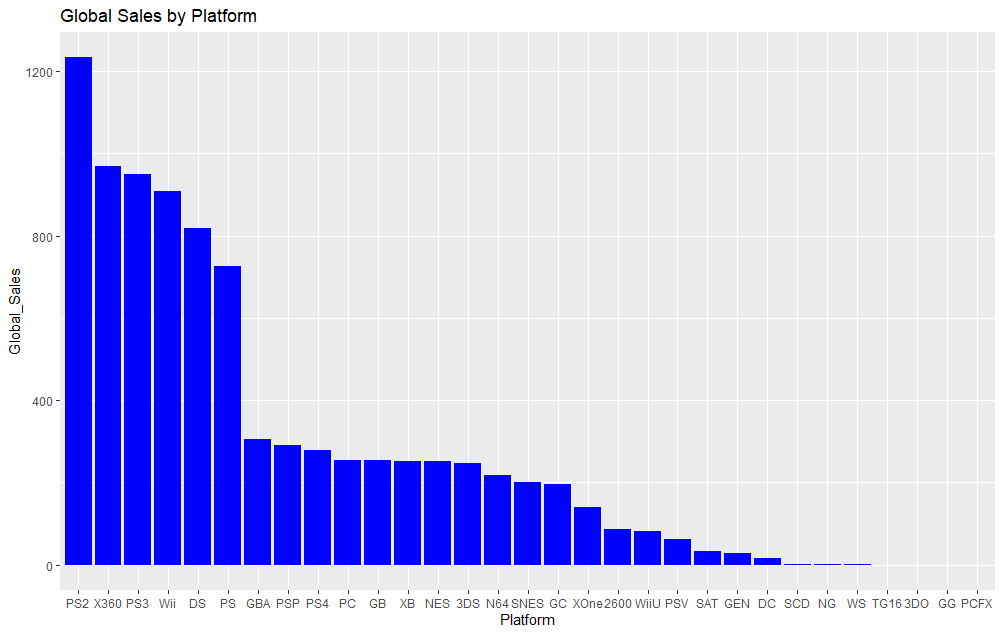 Global Sales by Platform
1200
800
400
0
Global_Sales
PS2 X360 PS3 Wii DS PS GBA PSP PS4 PC GB XB NES 3DS N64 SNES GC XOne 2600 WiiU PSV SAT GEN DC SCD NG WS TG16 3DO GG PCFX
Platform